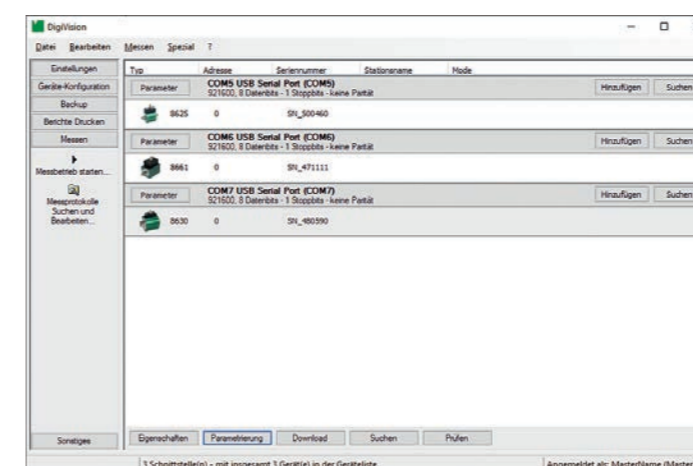 DigiVision
Datei Bearbeiten Messen Spezial ?
Einstellungen
Geräte-Konfiguration
Backup
Berichte Drucken
Messen
Messbetrieb starten...
Messprotokolle
Suchen und
Bearbeiten...
Sonstiges
Typ Adresse Seriennummer Stationsname Mode
Parameter COM5 USB Serial Port (COM5) Hinzufügen Suchen
921600, 8 Datenbits - 1 Stoppbits - keine Parität
8625 0 SN_500460
Parameter COM6 USB Serial Port (COM6) Hinzufügen Suchen
921600, 8 Datenbits - 1 Stoppbits - keine Parität
8661 0 SN_471111
Parameter COM7 USB Serial Port (COM7) Hinzufügen Suchen
921600, 8 Datenbits - 1 Stoppbits - keine Parität
8630 0 SN_480590
Eigenschaften Parametrierung Download Suchen Prüfen
3 Schnittstelle(n) - mit insgesamt 3 Gerät(e) in der Geräteliste Angemeldet als: MasterName (Master